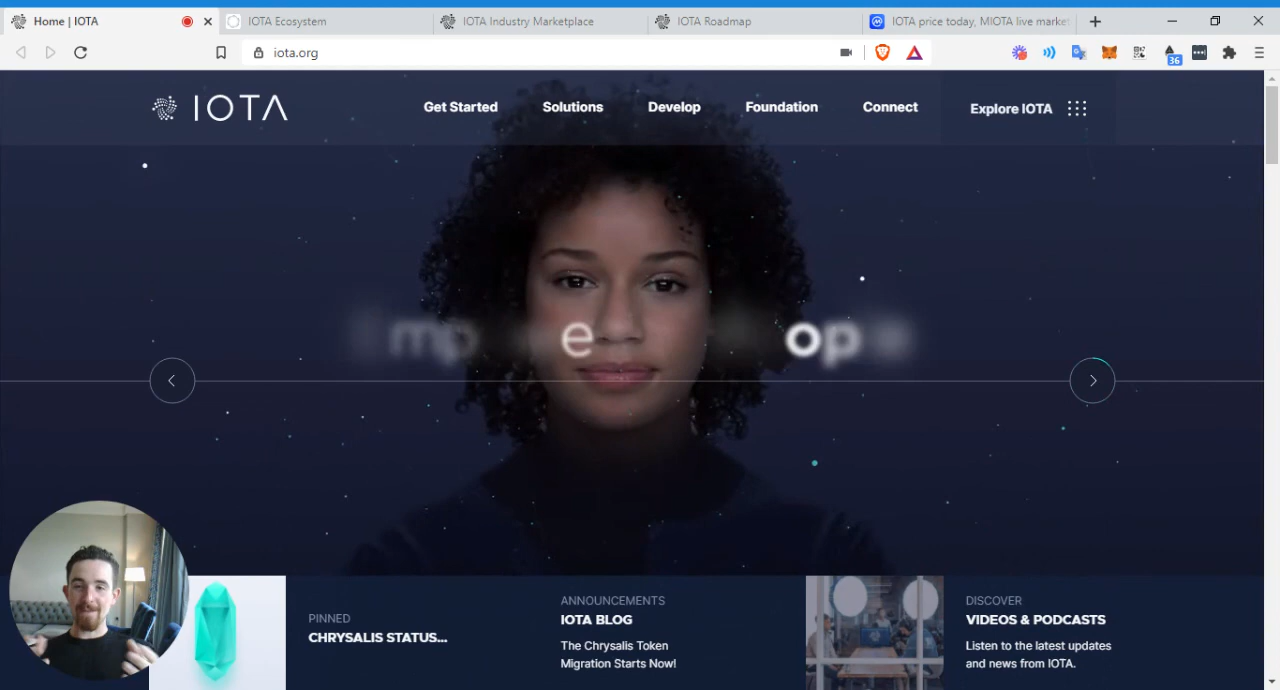 Home | IOTA
IOTA Ecosystem
IOTA Industry Marketplace
IOTA Roadmap
IOTA price today, MIOTA live market
iota.org
36
IOTA
Get Started
Solutions
Develop
Foundation
Connect
Explore IOTA
PINNED
CHRYSALIS STATUS...
ANNOUNCEMENTS
IOTA BLOG
The Chrysalis Token
Migration Starts Now!
DISCOVER
VIDEOS & PODCASTS
Listen to the latest updates
and news from IOTA.